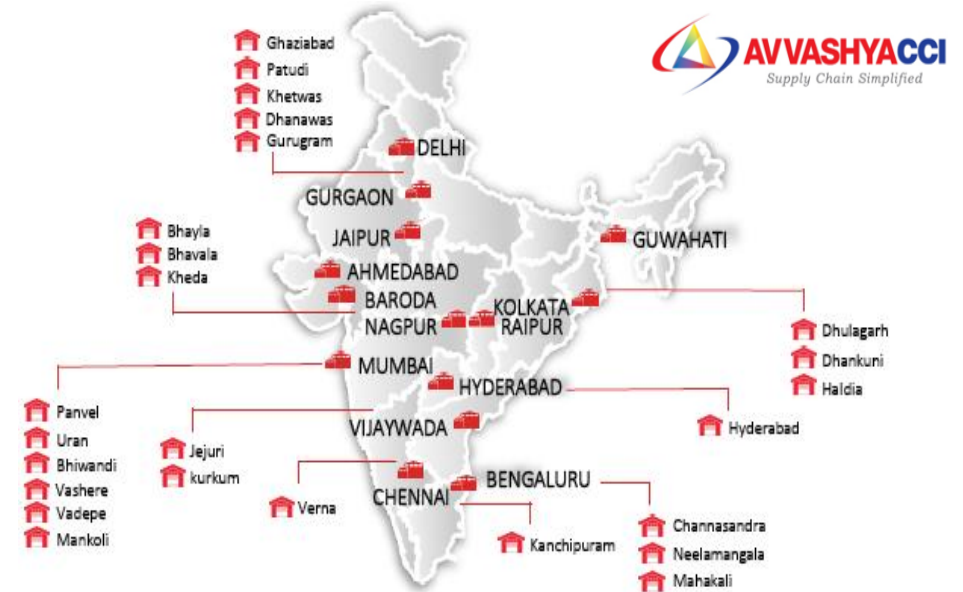 AVVASHYACCI
Supply Chain Simplified
Ghaziabad
Patudi
Khetwas
Dhanawas
Gurugram
DELHI
GURGAON
JAIPUR
GUWAHATI
Bhayla
Bhavala
Kheda
AHMEDABAD
BARODA
NAGPUR
KOLKATA
RAIPUR
Dhulagarh
Dhankuni
Haldia
MUMBAI
HYDERABAD
Panvel
Uran
Bhiwandi
Vashere
Vadepe
Mankoli
Jejuri
kurkum
VIJAYWADA
Hyderabad
Verna
CHENNAI
BENGALURU
Kanchipuram
Channasandra
Neelamangala
Mahakali